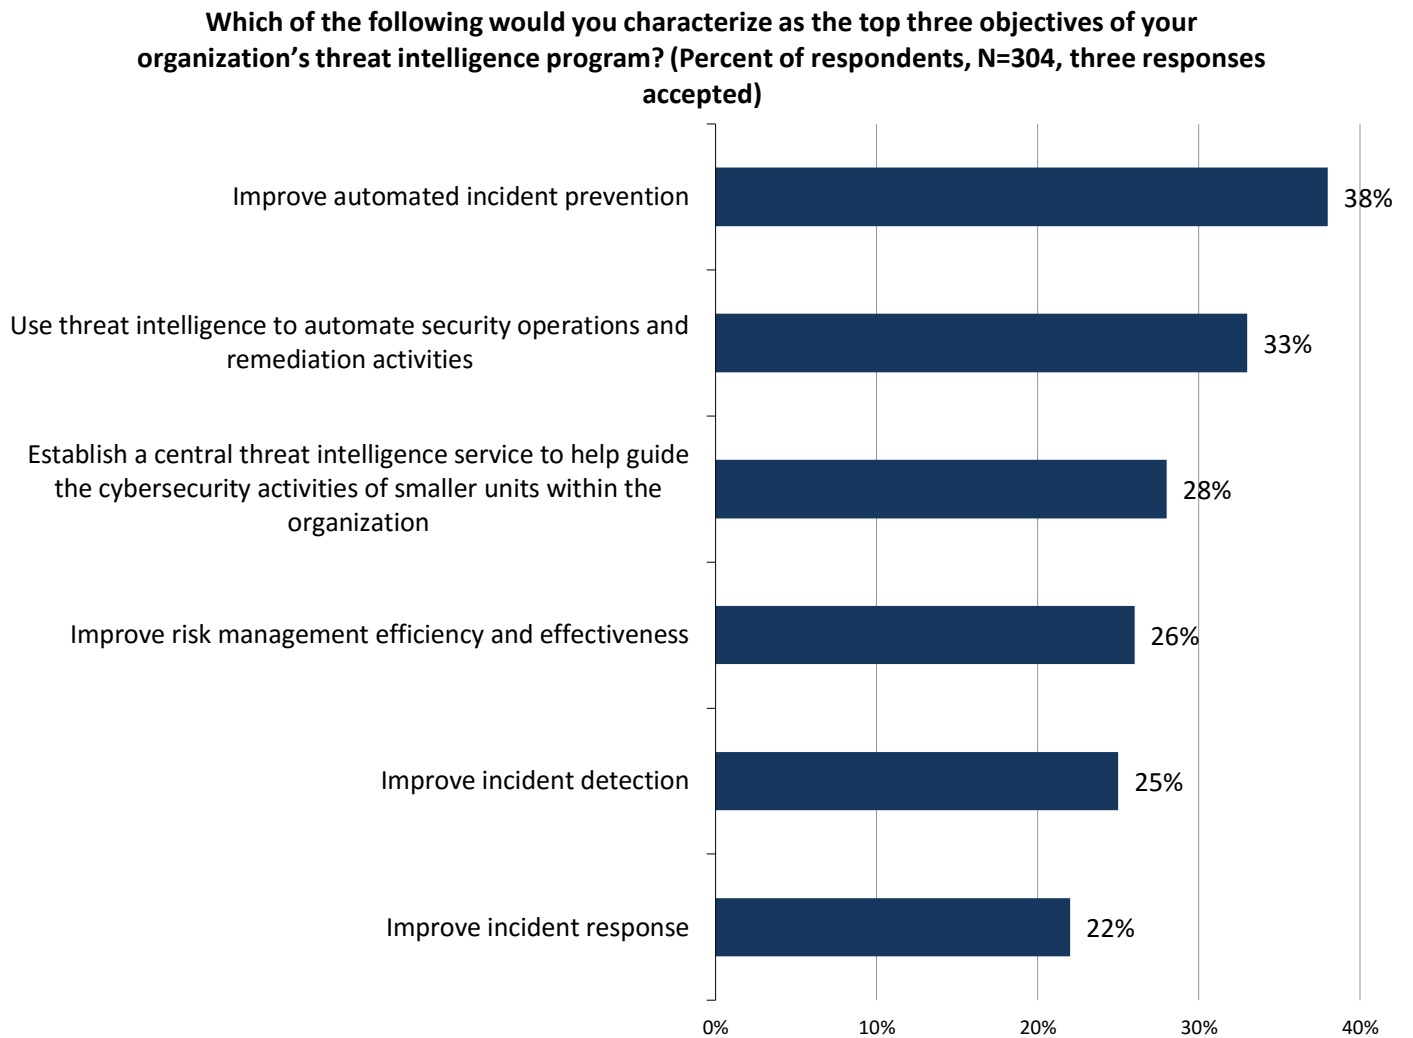 Which of the following would you characterize as the top three objectives of your
organization’s threat intelligence program? (Percent of respondents, N=304, three responses
accepted)
Improve automated incident prevention
38%
Use threat intelligence to automate security operations and
remediation activities
33%
Establish a central threat intelligence service to help guide
the cybersecurity activities of smaller units within the
organization
28%
Improve risk management efficiency and effectiveness
26%
Improve incident detection
25%
Improve incident response
22%
0% 10% 20% 30% 40%